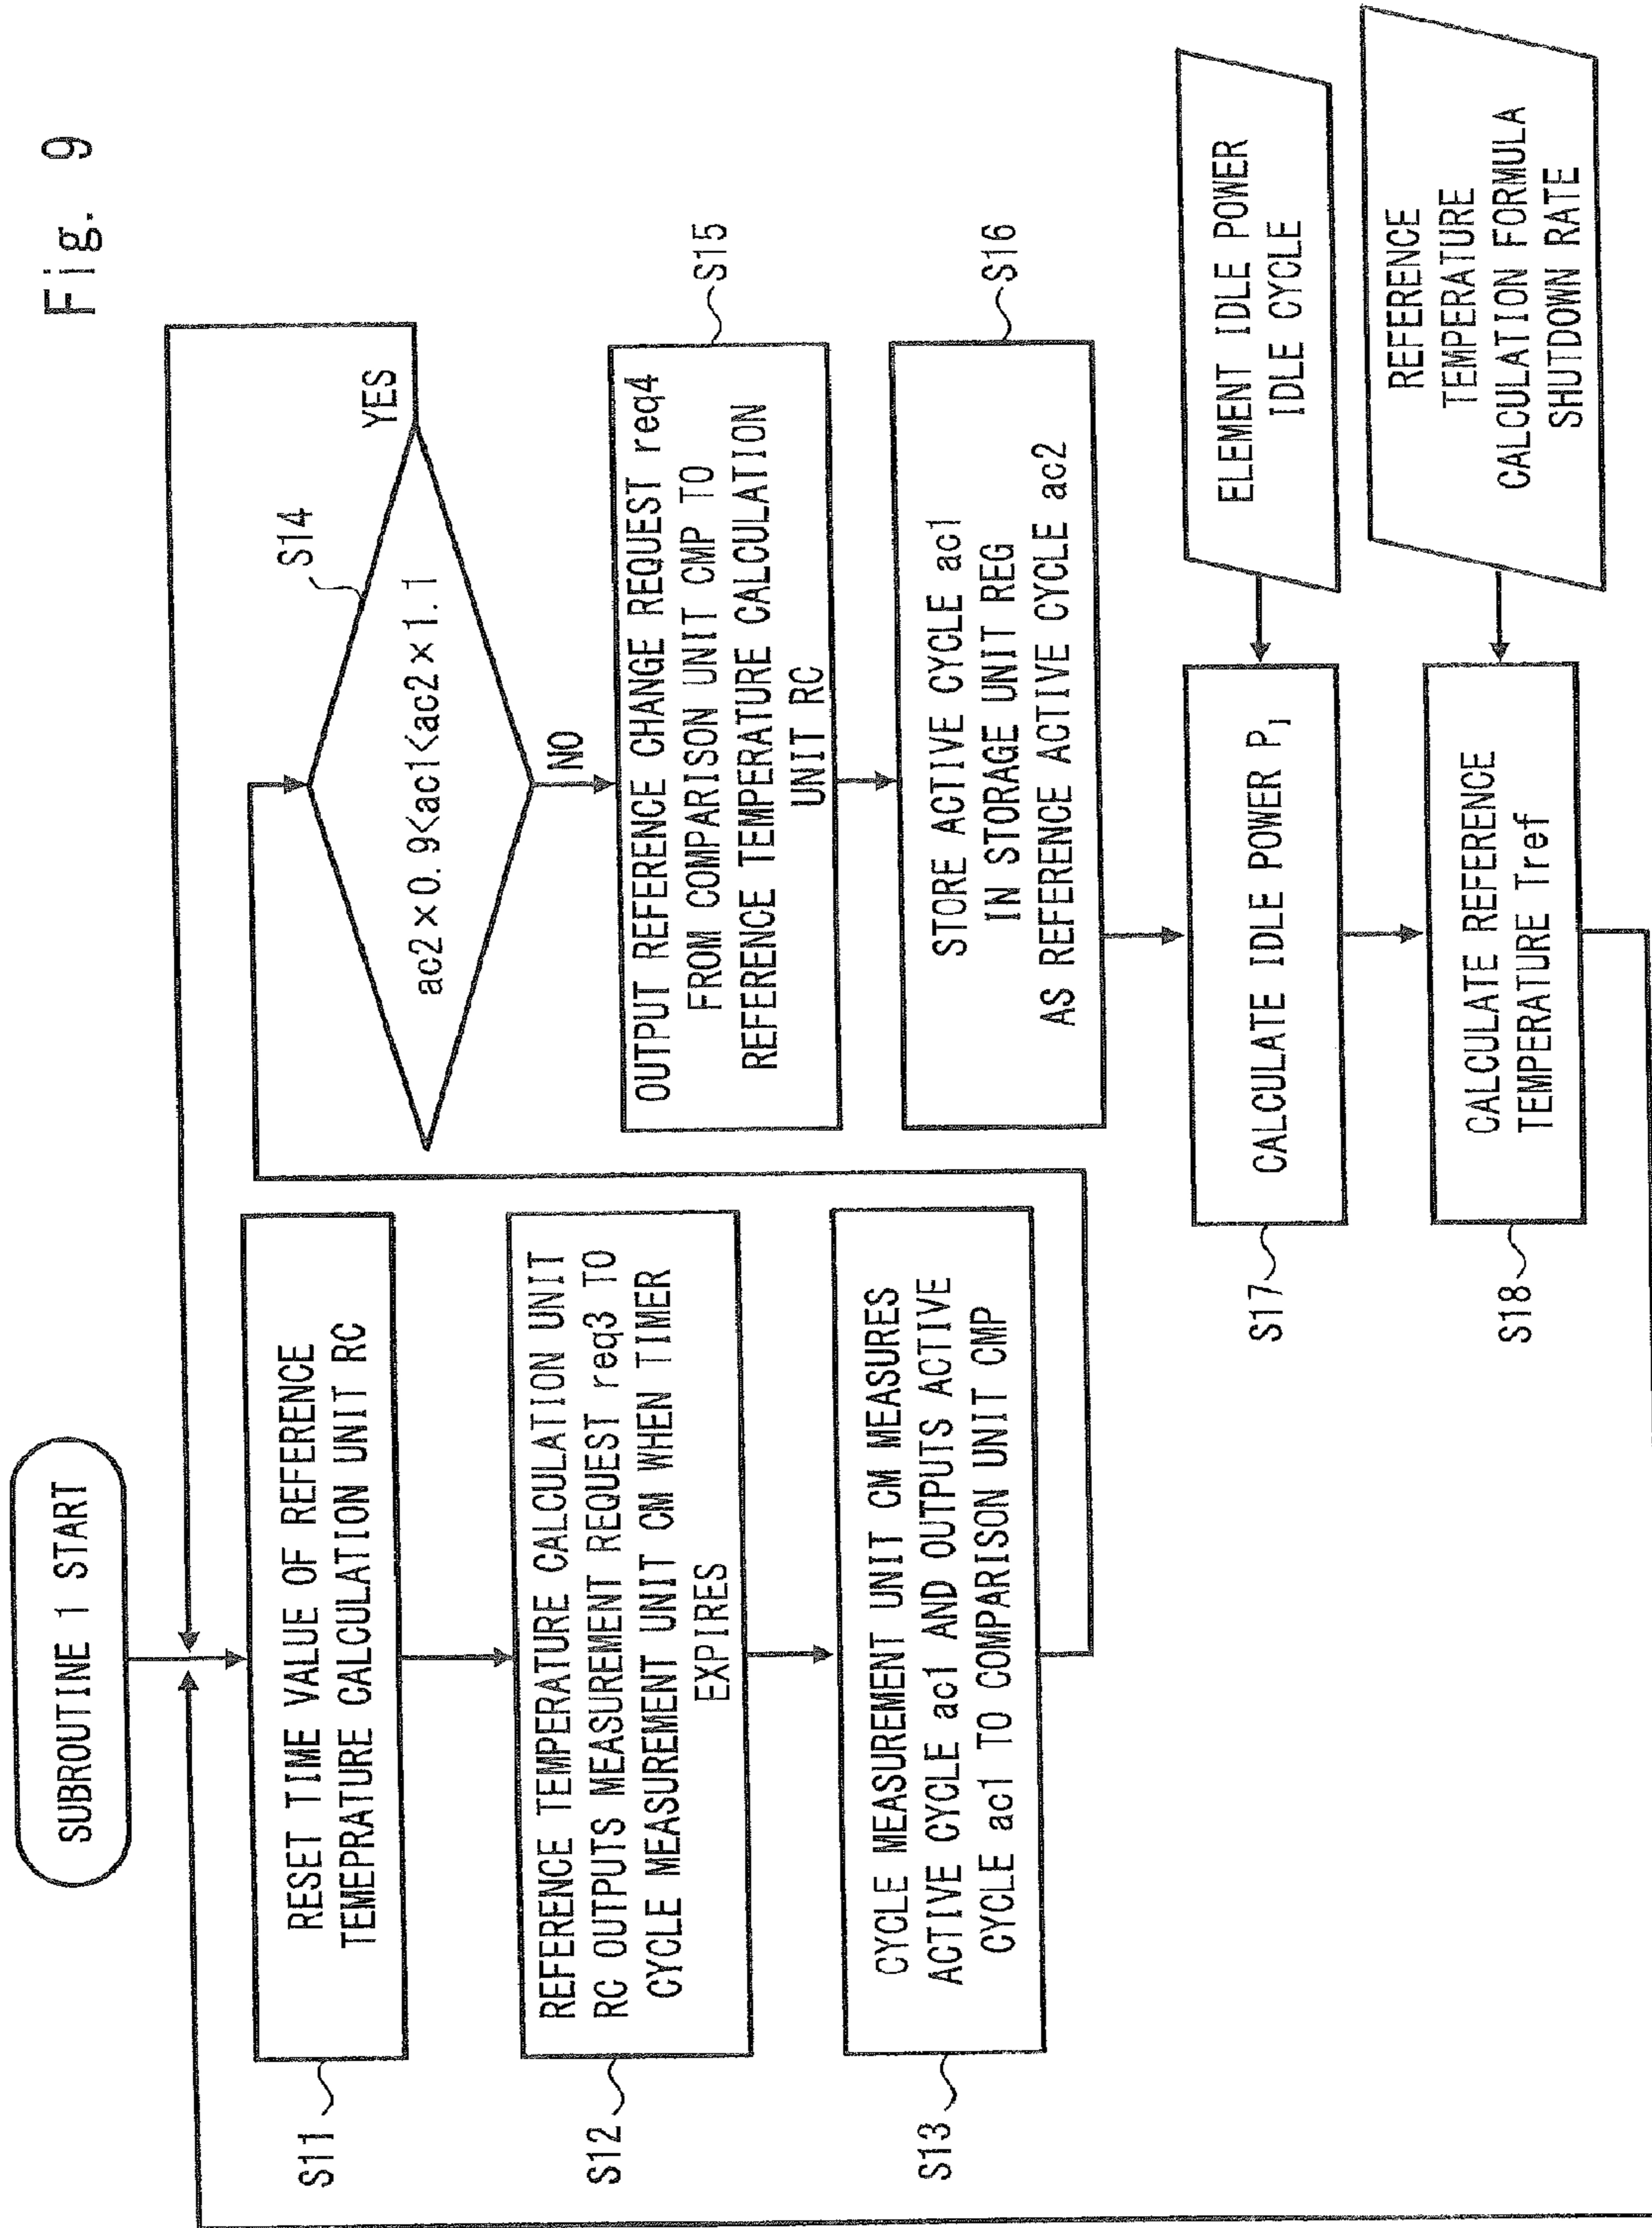 Fig. 9
SUBROUTINE 1 START
S11
RESET TIME VALUE OF REFERENCE
TEMEPRATURE CALCULATION UNIT RC
S12
REFERENCE TEMPERATURE CALCULATION UNIT
RC OUTPUTS MEASUREMENT REQUEST req3 TO
CYCLE MEASUREMENT UNIT CM WHEN TIMER
EXPIRES
S13
CYCLE MEASUREMENT UNIT CM MEASURES
ACTIVE CYCLE ac1 AND OUTPUTS ACTIVE
CYCLE ac1 TO COMPARISON UNIT CMP
S14
ac2×0.9<ac1<ac2×1.1
YES
NO
S15
OUTPUT REFERENCE CHANGE REQUEST req4
FROM COMPARISON UNIT CMP TO
REFERENCE TEMPERATURE CALCULATION
UNIT RC
S16
STORE ACTIVE CYCLE ac1
IN STORAGE UNIT REG
AS REFERENCE ACTIVE CYCLE ac2
S17
CALCULATE IDLE POWER PI
ELEMENT IDLE POWER
IDLE CYCLE
S18
CALCULATE REFERENCE
TEMPERATURE Tref
REFERENCE
TEMPERATURE
CALCULATION FORMULA
SHUTDOWN RATE